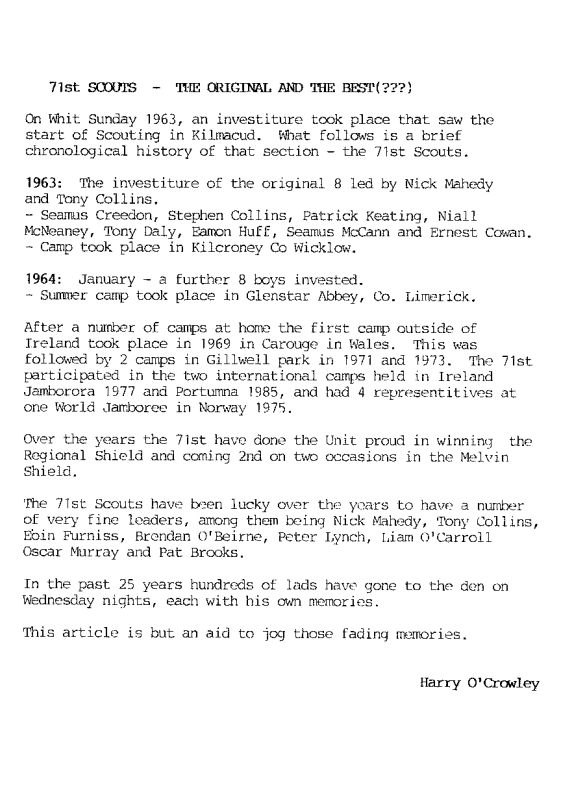 71st SCOUTS - THE ORIGINAL AND THE BEST(???)
On Whit Sunday 1963, an investiture took place that saw the
start of Scouting in Kilmacud. What follows is a brief
chronological history of that section - the 71st Scouts.
1963: The investiture of the original 8 led by Nick Mahedy
and Tony Collins.
- Seamus Creedon, Stephen Collins, Patrick Keating, Niall
McNeaney, Tony Daly, Eamon Huff, Seamus McCann and Ernest Cowan.
- Camp took place in Kilcroney Co Wicklow.
1964: January - a further 8 boys invested.
- Summer camp took place in Glenstar Abbey, Co. Limerick.
After a number of camps at home the first camp outside of
Ireland took place in 1969 in Carouge in Wales. This was
followed by 2 camps in Gillwell park in 1971 and 1973. The 71st
participated in the two international camps held in Ireland
Jamborora 1977 and Portumna 1985, and had 4 representitives at
one World Jamboree in Norway 1975.
Over the years the 71st have done the Unit proud in winning the
Regional Shield and coming 2nd on two occasions in the Melvin
Shield.
The 71st Scouts have been lucky over the years to have a number
of very fine leaders, among them being Nick Mahedy, Tony Collins,
Eoin Furniss, Brendan O'Beirne, Peter Lynch, Liam O'Carroll
Oscar Murray and Pat Brooks.
In the past 25 years hundreds of lads have gone to the den on
Wednesday nights, each with his own memories.
This article is but an aid to jog those fading memories.
Harry O'Crowley